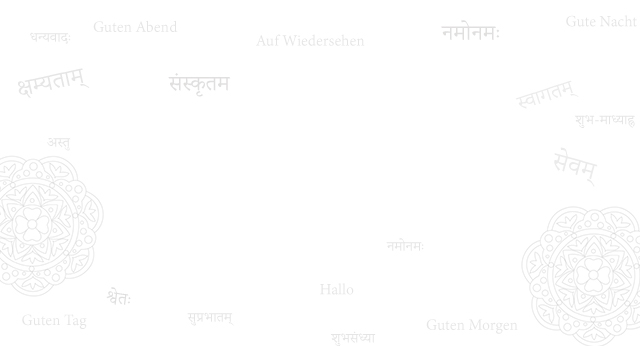 Gute Nacht
Guten Abend
नमोनमः
धन्यवादः
Auf Wiedersehen
क्षम्यताम्
संस्कृतम
स्वागतम्
शुभ-माध्याह्न
अस्तु
सेवम्
नमोनमः
Hallo
श्वेतः
सुप्रभातम्
Guten Tag
Guten Morgen
शुभसंध्या